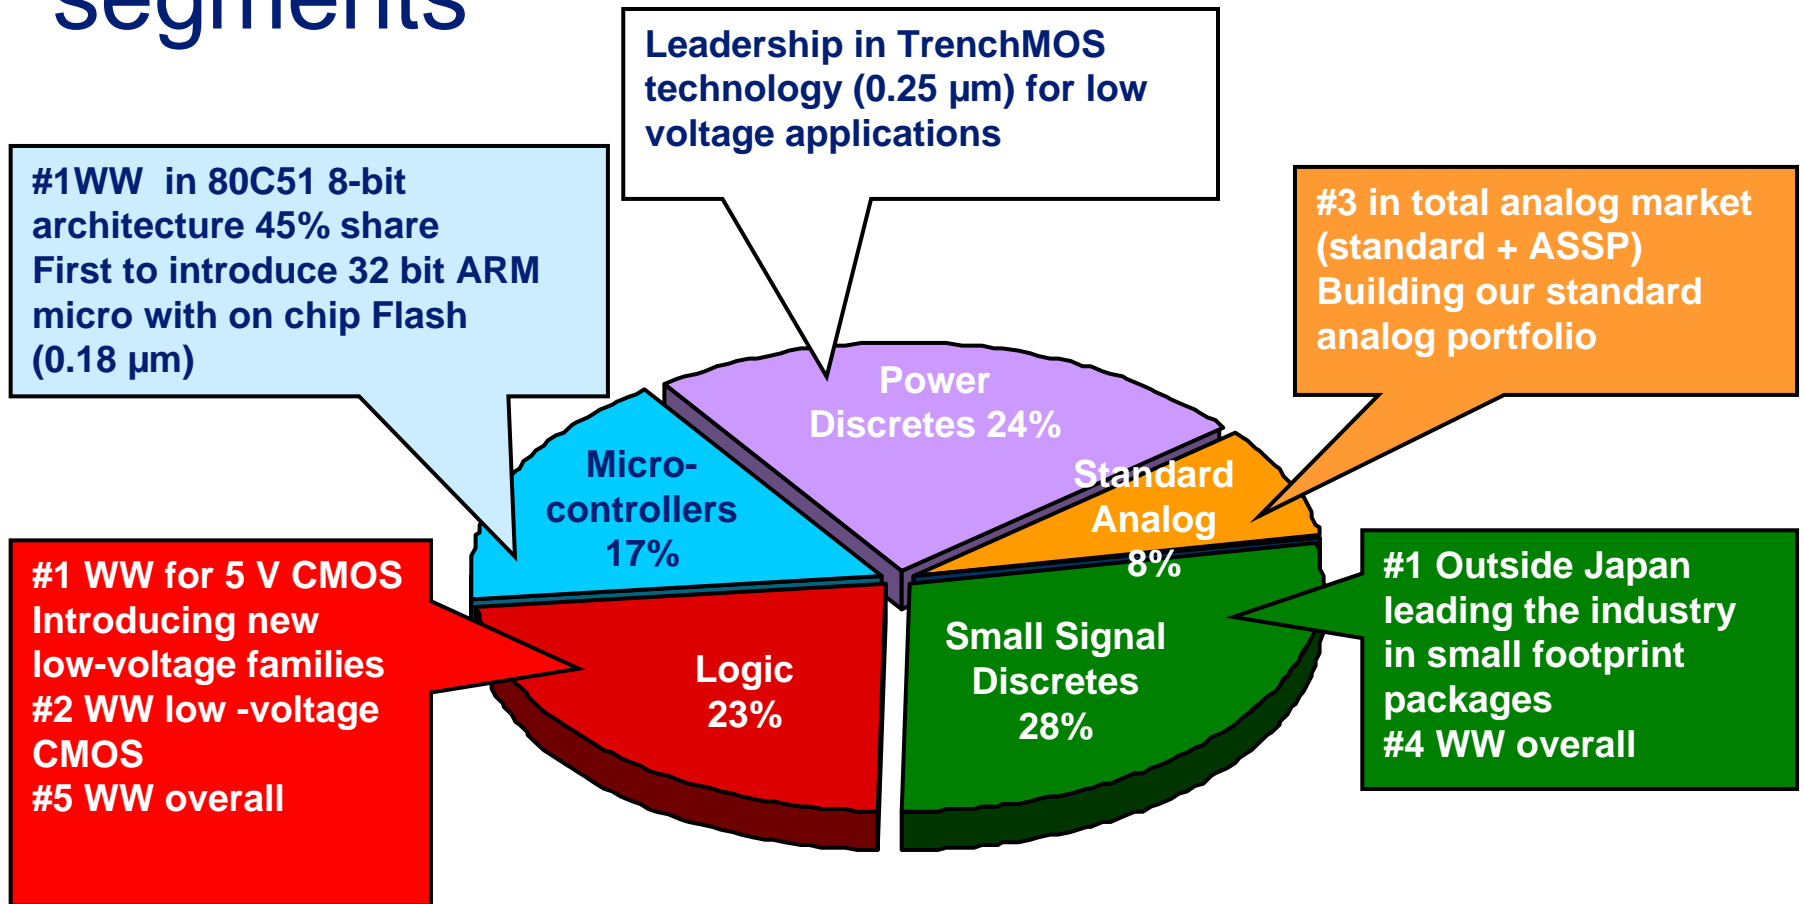 segments
Leadership in TrenchMOS
technology (0.25 µm) for low
voltage applications
#1WW in 80C51 8-bit
architecture 45% share
First to introduce 32 bit ARM
micro with on chip Flash
(0.18 µm)
#3 in total analog market
(standard + ASSP)
Building our standard
analog portfolio
Power
Discretes 24%
Micro-
controllers
17%
Standard
Analog
8%
#1 WW for 5 V CMOS
Introducing new
low-voltage families
#2 WW low -voltage
CMOS
#5 WW overall
Logic
23%
Small Signal
Discretes
28%
#1 Outside Japan
leading the industry
in small footprint
packages
#4 WW overall